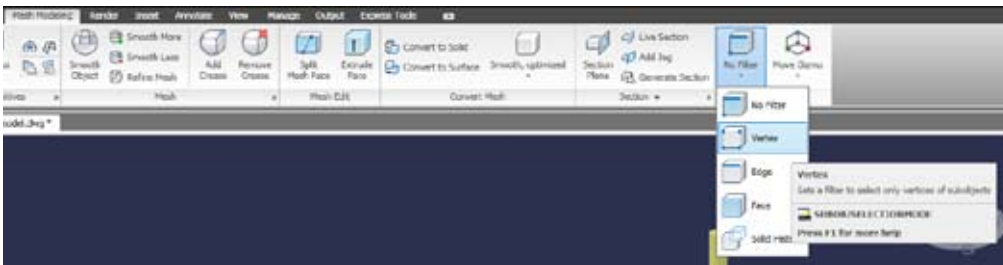 Mesh Modeling Render Insert Annotate View Manage Output Express Tools
Smooth Object
Smooth More
Smooth Less
Refine Mesh
Add Crease
Remove Crease
Split Mesh Face
Extrude Face
Convert to Solid
Convert to Surface
Smooth, optimized
Section Plane
Live Section
Add Jog
Generate Section
No Filter
Move Gizmo
Mesh
Mesh Edit
Convert Mesh
Section
model.dwg*
No Filter
Vertex
Edge
Face
Solid Histo
Vertex
Sets a filter to select only vertices of subobjects
SUBOBJSELECTIONMODE
Press F1 for more help